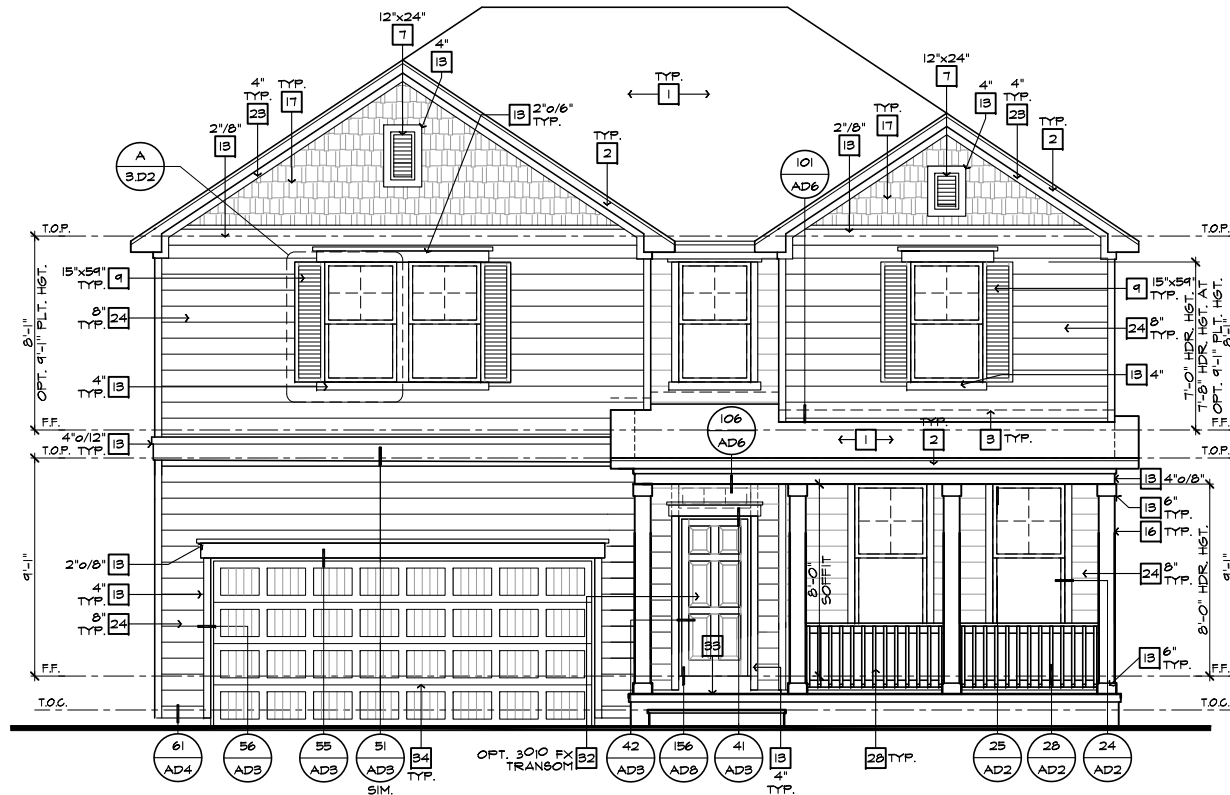 12"x24"
7
4"
13
4"
TYP.
23
TYP.
17
2"o/6"
13
TYP.
2"/8"
13
TYP.
2
A
3.D2
TYP.
1
12"x24"
7
4"
13
4"
TYP.
23
TYP.
17
2"/8"
13
TYP.
2
101
AD6
T.O.P.
T.O.P.
15"x59"
TYP.
9
8"
TYP.
24
4"
TYP.
13
8'-1"
OPT. 9'-1" PLT. HGT.
9
15"x59"
TYP.
24
8"
TYP.
13
4"
7'-0" HDR. HGT.
7'-8" HDR. HGT. AT
OPT. 9'-1" PLT. HGT.
8'-1"
F.F.
F.F.
4"o/12"
TYP.
13
T.O.P.
T.O.P.
106
AD6
1
TYP.
2
3
TYP.
13
4"o/8"
13
6"
TYP.
16
TYP.
24
8"
TYP.
8'-0" HDR. HGT.
9'-1"
13
6"
TYP.
9'-1"
2"o/8"
13
4"
TYP.
13
8"
TYP.
24
8'-0"
SOFFIT
33
F.F.
F.F.
T.O.C.
T.O.C.
61
AD4
56
AD3
55
AD3
51
AD3
SIM.
34
TYP.
OPT. 3010 FX
TRANSOM
32
42
AD3
156
AD8
41
AD3
13
4"
TYP.
28
TYP.
25
AD2
28
AD2
24
AD2